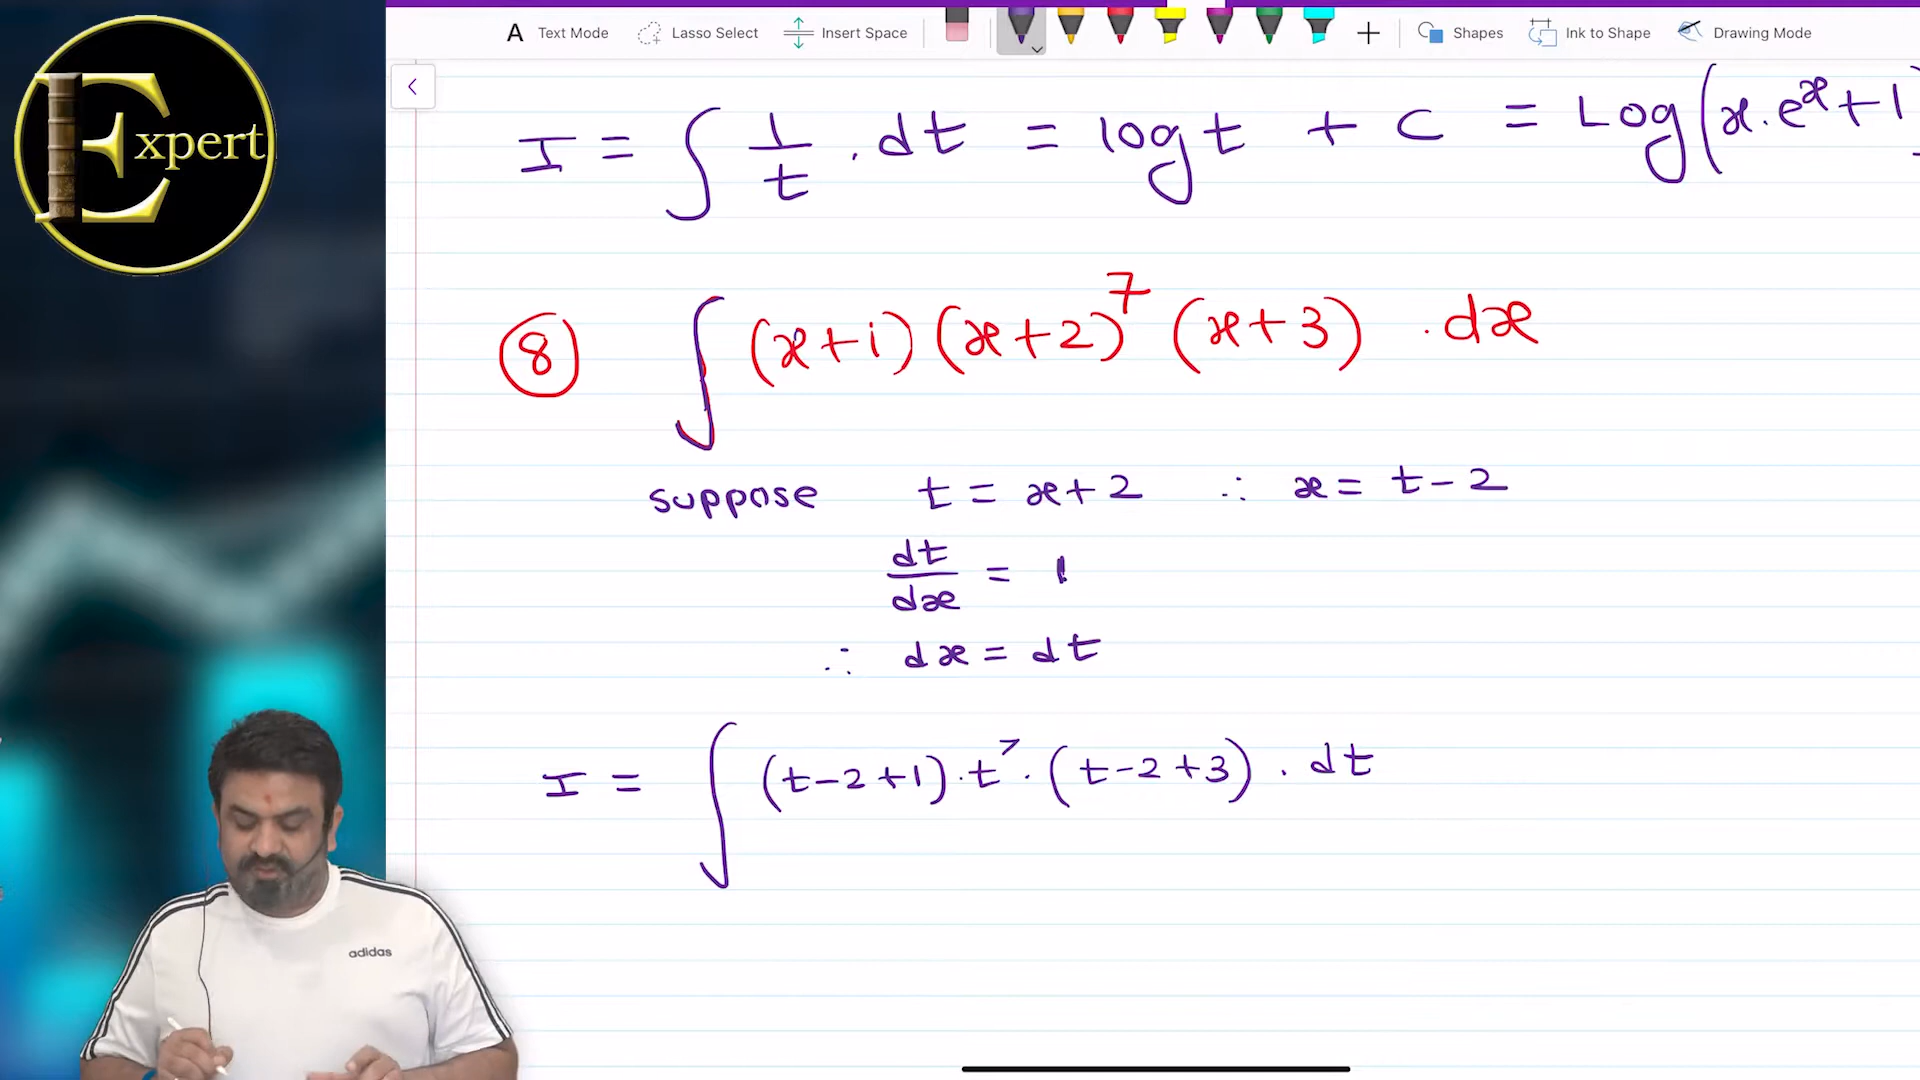 Expert
A Text Mode Lasso Select Insert Space Shapes Ink to Shape Drawing Mode
I = ∫ 1/t . dt = log t + C = Log(x.eˣ+1)
⑧ ∫ (x+1) (x+2)⁷ (x+3) . dx
suppose t = x+2 ∴ x = t-2
dt/dx = 1
∴ dx = dt
I = ∫ (t-2+1) . t⁷ . (t-2+3) . dt
adidas